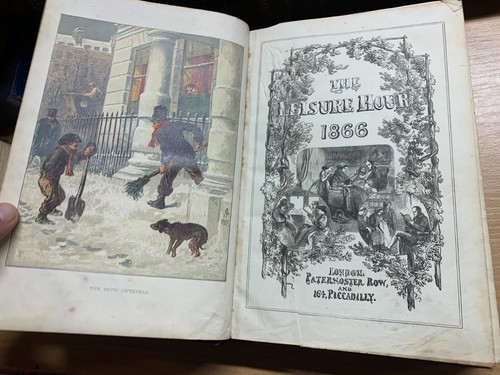 THE SNOW SWEEPERS
THE
LEISURE HOUR
1866
LONDON.
PATERNOSTER ROW,
AND
164, PICCADILLY.